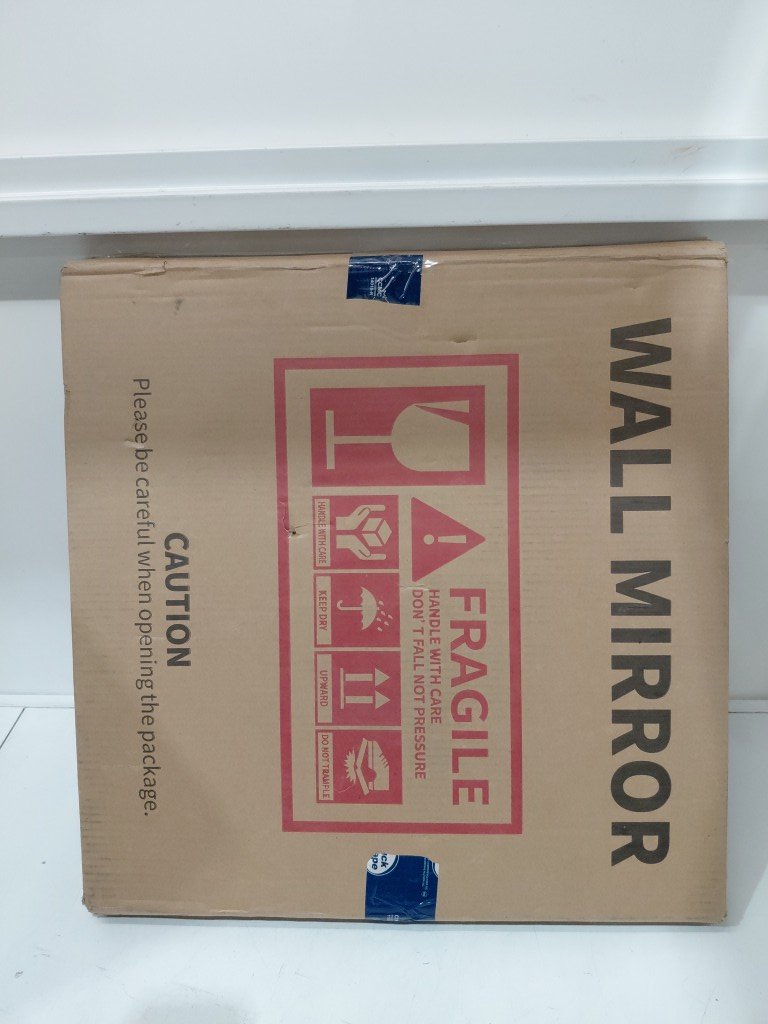 WALL MIRROR
FRAGILE
HANDLE WITH CARE
DON'T FALL NOT PRESSURE
HANDLE WITH CARE
KEEP DRY
UPWARD
DO NOT TRAMPLE
CAUTION
Please be careful when opening the package.